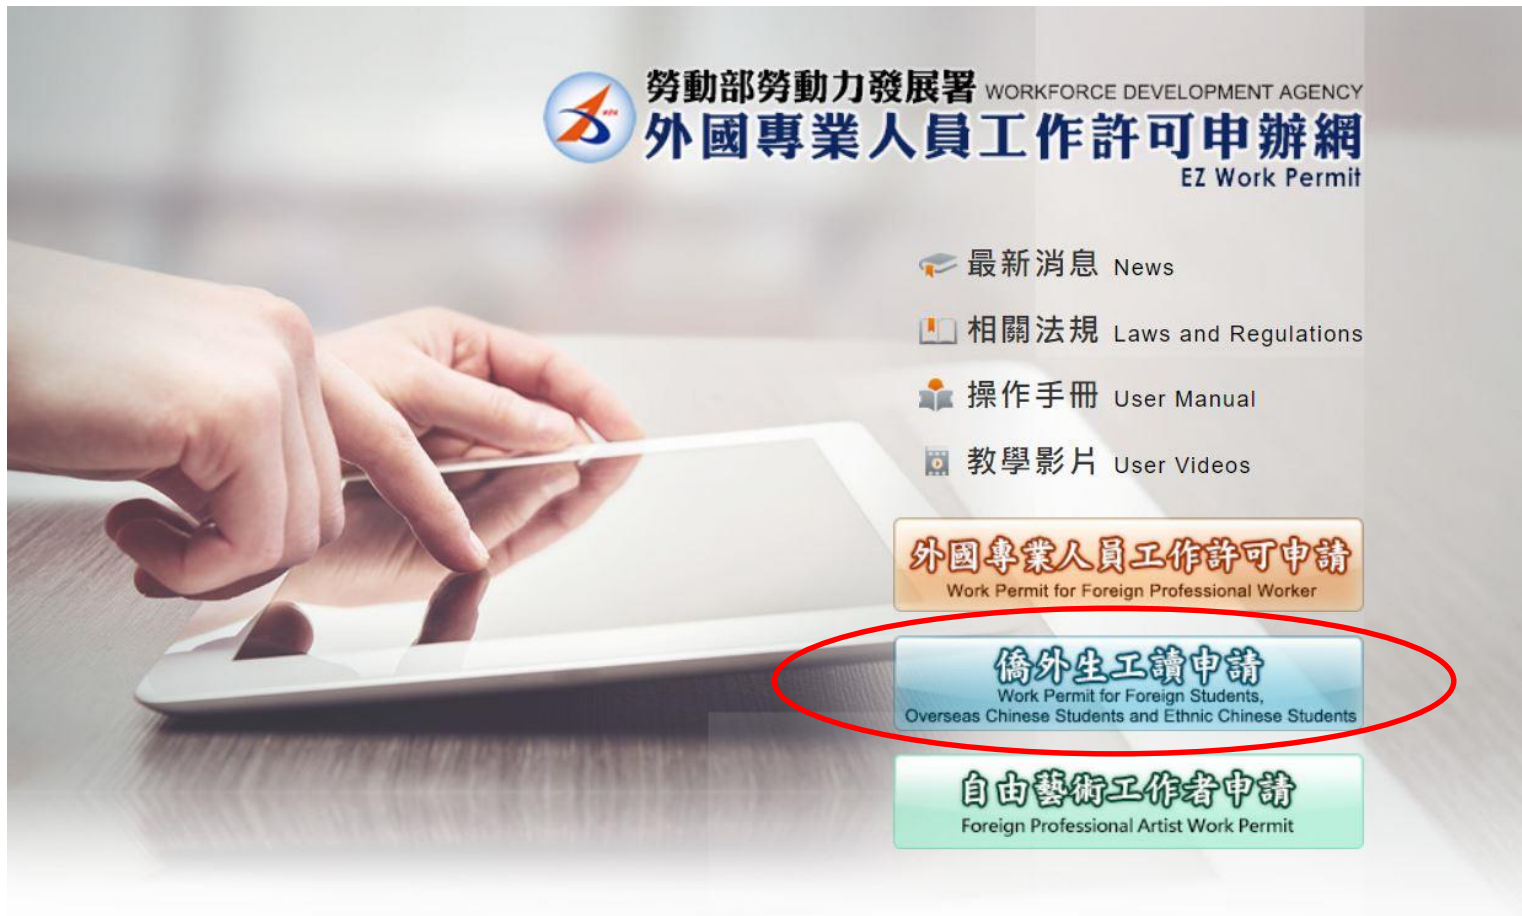 勞動部勞動力發展署 WORKFORCE DEVELOPMENT AGENCY
外國專業人員工作許可申辦網
EZ Work Permit
最新消息 News
相關法規 Laws and Regulations
操作手冊 User Manual
教學影片 User Videos
外國專業人員工作許可申請
Work Permit for Foreign Professional Worker
僑外生工讀申請
Work Permit for Foreign Students,
Overseas Chinese Students and Ethnic Chinese Students
自由藝術工作者申請
Foreign Professional Artist Work Permit